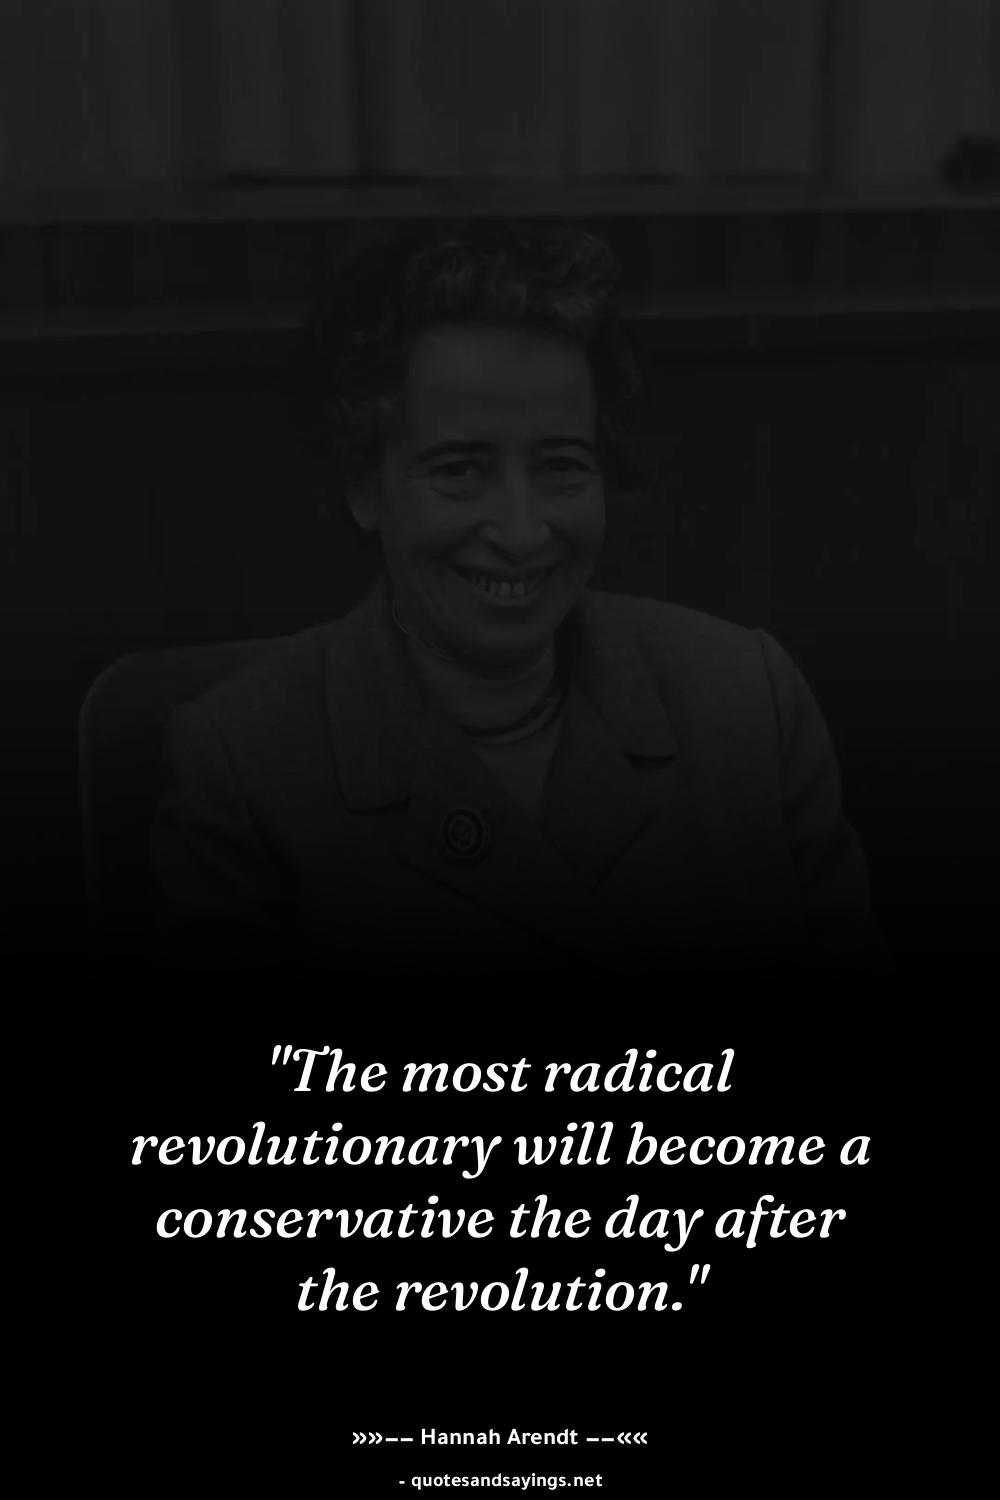 "The most radical
revolutionary will become a
conservative the day after
the revolution."
»»−− Hannah Arendt −−««
- quotesandsayings.net